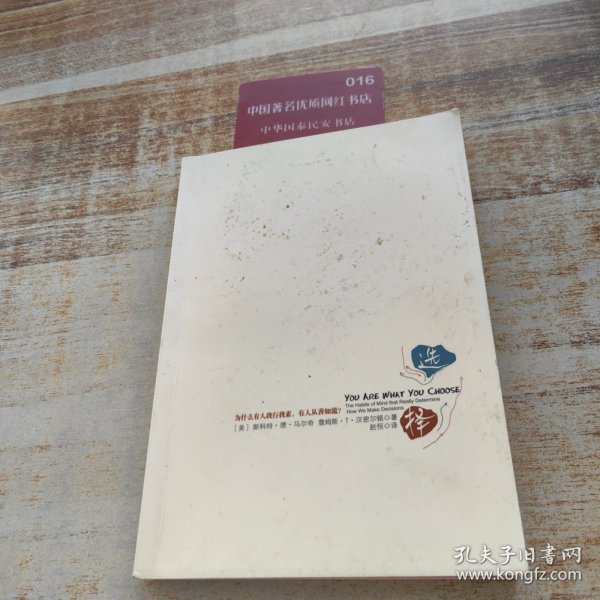 016
中国著名优质网红书店
中华国泰民安书店
选
YOU ARE WHAT YOU CHOOSE
The Habits of Mind that Really Determine
How We Make Decisions
为什么有人我行我素，有人从善如流？
择
[美] 斯科特·德·马尔奇 詹姆斯·T·汉密尔顿◎著
赵恒◎译
孔夫子旧书网
www.kongfz.com